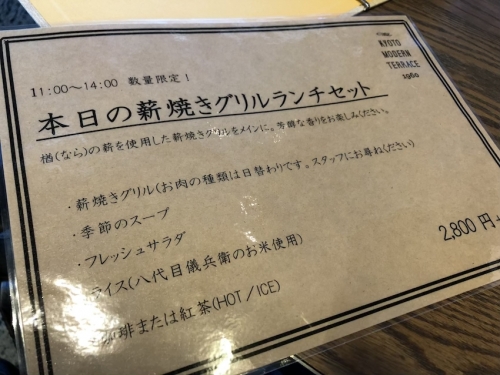 KYOTO
MODERN
TERRACE
1960
11:00～14:00 数量限定！
本日の薪焼きグリルランチセット
楢(なら)の薪を使用した薪焼きグリルをメインに。芳醇な香りをお楽しみください。
・薪焼きグリル(お肉の種類は日替わりです。スタッフにお尋ねください)
・季節のスープ
・フレッシュサラダ
ライス(八代目儀兵衛のお米使用)
珈琲または紅茶(HOT / ICE)
2,800円+